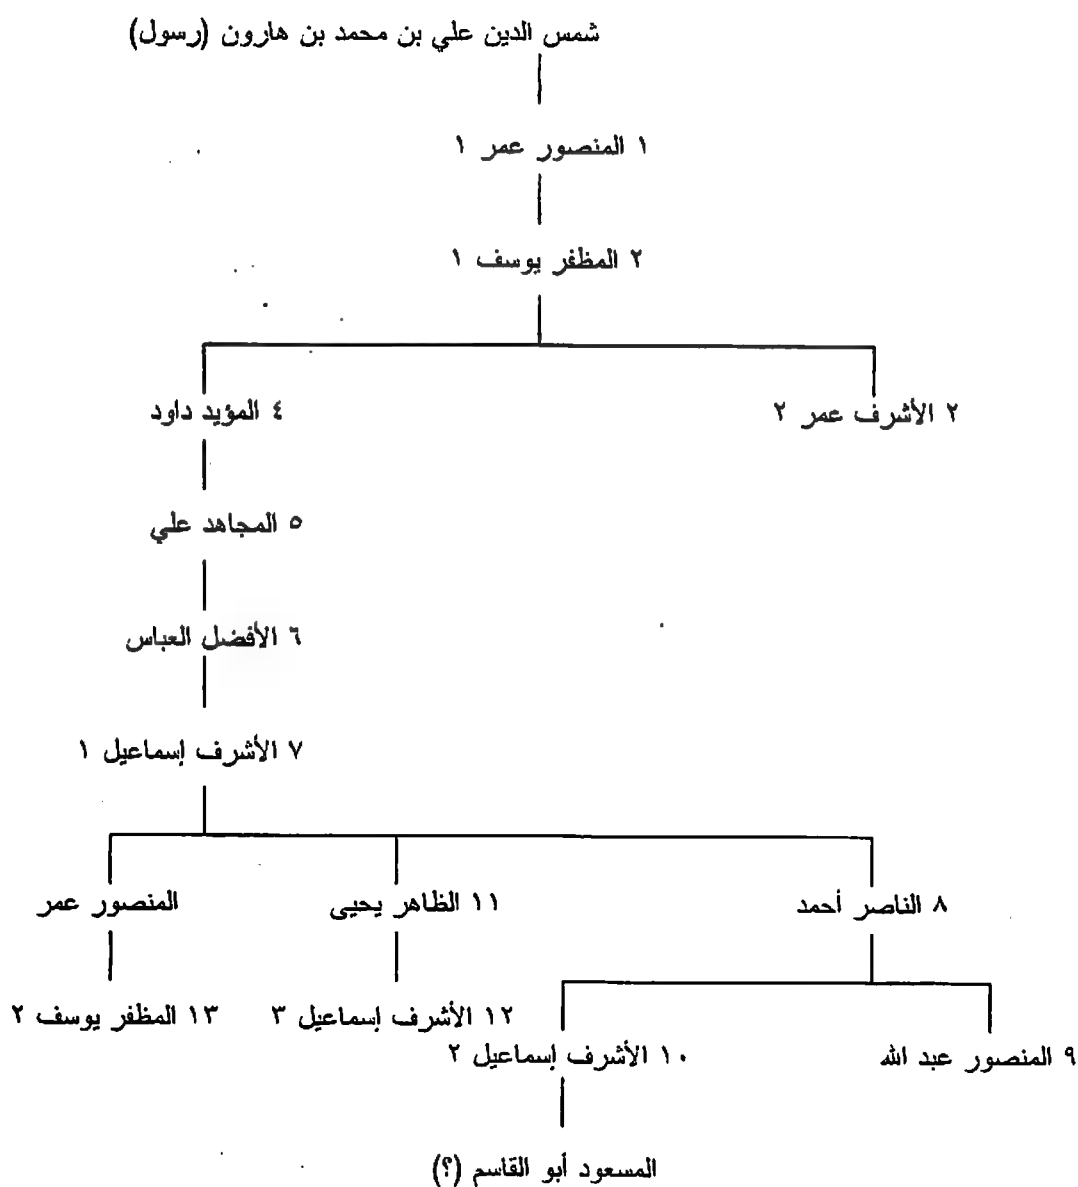 شمس الدين علي بن محمد بن هارون (رسول)
١ المنصور عمر ١
٢ المظفر يوسف ١
٢ الأشرف عمر ٢
٤ المؤيد داود
٥ المجاهد علي
٦ الأفضل العباس
٧ الأشرف إسماعيل ١
٨ الناصر أحمد
١١ الظاهر يحيى
المنصور عمر
١٢ الأشرف إسماعيل ٣
١٣ المظفر يوسف ٢
٩ المنصور عبد الله
١٠ الأشرف إسماعيل ٢
المسعود أبو القاسم (؟)